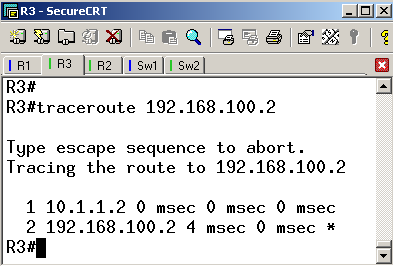 R3 - SecureCRT
R1
R3
R2
Sw1
Sw2
R3#
R3#traceroute 192.168.100.2
Type escape sequence to abort.
Tracing the route to 192.168.100.2
1 10.1.1.2 0 msec 0 msec 0 msec
2 192.168.100.2 4 msec 0 msec *
R3#